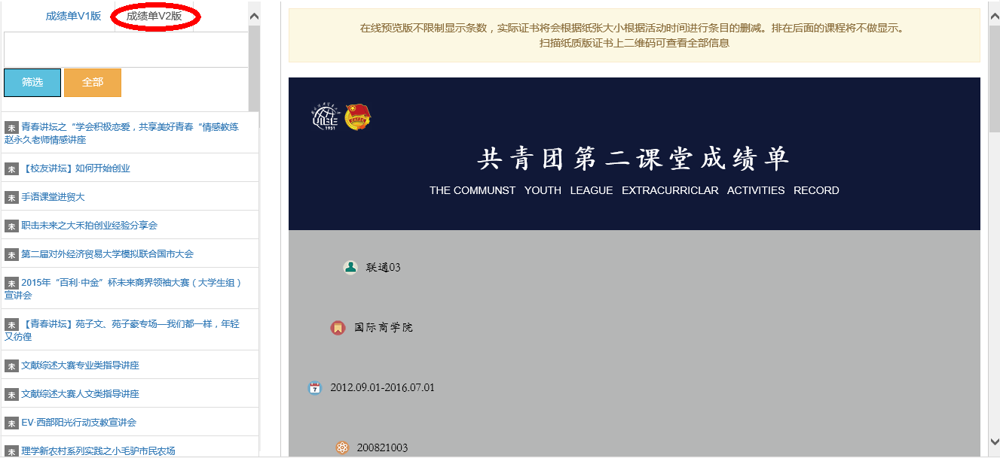 成绩单V1版
成绩单V2版
筛选
全部
未 青春讲坛之“学会积极恋爱，共享美好青春“情感教练
赵永久老师情感讲座
未 【校友讲坛】如何开始创业
未 手语课堂进贸大
未 职击未来之大禾拍创业经验分享会
未 第二届对外经济贸易大学模拟联合国市大会
未 2015年“百利·中金”杯未来商界领袖大赛（大学生组）
宣讲会
未 【青春讲坛】苑子文、苑子豪专场—我们都一样，年轻
又彷徨
未 文献综述大赛专业类指导讲座
未 文献综述大赛人文类指导讲座
未 EV·西部阳光行动支教宣讲会
未 理学新农村系列实践之小毛驴市民农场
在线预览版不限制显示条数，实际证书将会根据纸张大小根据活动时间进行条目的删减。排在后面的课程将不做显示。
扫描纸质版证书上二维码可查看全部信息
UIBE
1951
共青团第二课堂成绩单
THE COMMUNST YOUTH LEAGUE EXTRACURRICLAR ACTIVITIES RECORD
联通03
国际商学院
7
2012.09.01-2016.07.01
200821003